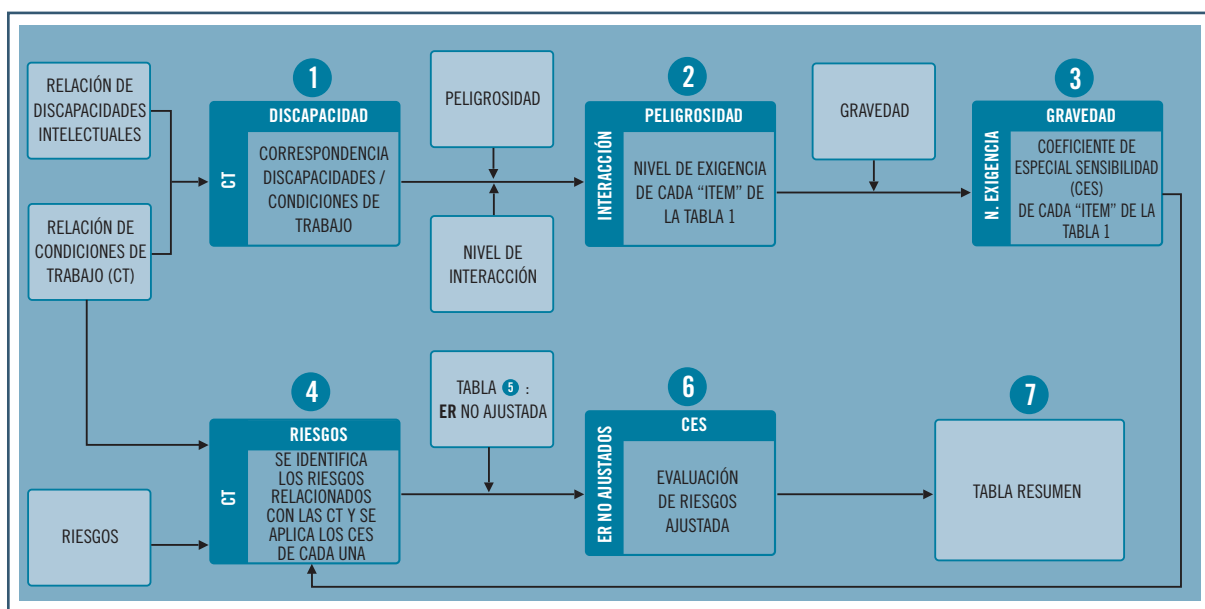 RELACIÓN DE
DISCAPACIDADES
INTELECTUALES
RELACIÓN DE
CONDICIONES DE
TRABAJO (CT)
1
DISCAPACIDAD
CT
CORRESPONDENCIA
DISCAPACIDADES /
CONDICIONES DE
TRABAJO
PELIGROSIDAD
NIVEL DE
INTERACCIÓN
2
PELIGROSIDAD
INTERACCIÓN
NIVEL DE EXIGENCIA
DE CADA “ITEM” DE
LA TABLA 1
GRAVEDAD
3
GRAVEDAD
N. EXIGENCIA
COEFICIENTE DE
ESPECIAL SENSIBILIDAD
(CES)
DE CADA “ITEM” DE LA
TABLA 1
RIESGOS
4
RIESGOS
CT
SE IDENTIFICA
LOS RIESGOS
RELACIONADOS
CON LAS CT Y SE
APLICA LOS CES
DE CADA UNA
TABLA 5 :
ER NO AJUSTADA
6
CES
ER NO AJUSTADOS
EVALUACIÓN
DE RIESGOS
AJUSTADA
7
TABLA RESUMEN